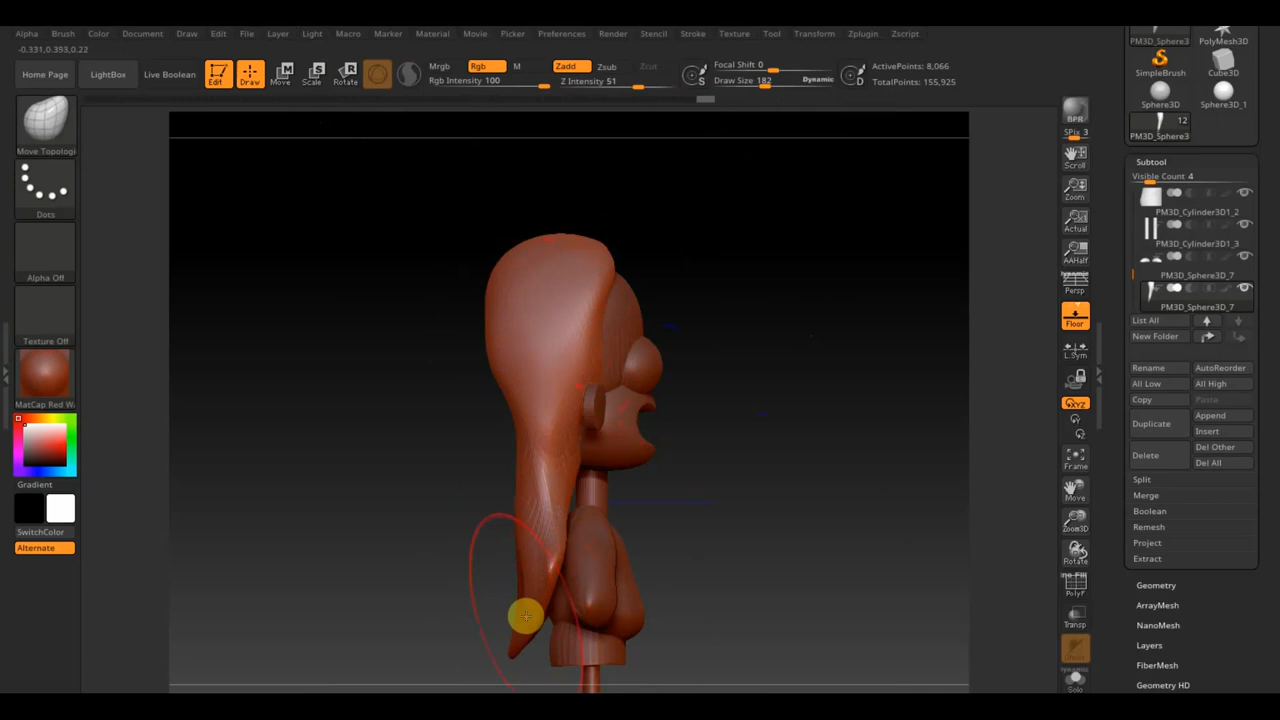 Alpha Brush Color Document Draw Edit File Layer Light Macro Marker Material Movie Picker Preferences Render Stencil Stroke Texture Tool Transform Zplugin Zscript
-0.331,0.393,0.22
Home Page
LightBox
Live Boolean
Edit
Draw
Move
Scale
Rotate
Mrgb Rgb M
Rgb Intensity 100
Zadd Zsub Zcut
Z Intensity 51
S
Focal Shift 0
Draw Size 182 Dynamic
D
ActivePoints: 8,066
TotalPoints: 155,925
Move Topologi
Dots
Alpha Off
Texture Off
MatCap Red Wa
Gradient
SwitchColor
Alternate
BPR
SPix 3
Scroll
Zoom
Actual
AAHalf
Dynamic
Persp
Floor
L.Sym
XYZ
Frame
Move
Zoom3D
Rotate
Line Fill
PolyF
Transp
Ghost
Dynamic
Solo
PM3D_Sphere3
PolyMesh3D
SimpleBrush
Cube3D
Sphere3D
Sphere3D_1
12
PM3D_Sphere3
Subtool
Visible Count 4
PM3D_Cylinder3D1_2
PM3D_Cylinder3D1_3
PM3D_Sphere3D_7
PM3D_Sphere3D_7
List All
New Folder
Rename AutoReorder
All Low All High
Copy Paste
Duplicate
Append
Insert
Delete
Del Other
Del All
Split
Merge
Boolean
Remesh
Project
Extract
Geometry
ArrayMesh
NanoMesh
Layers
FiberMesh
Geometry HD